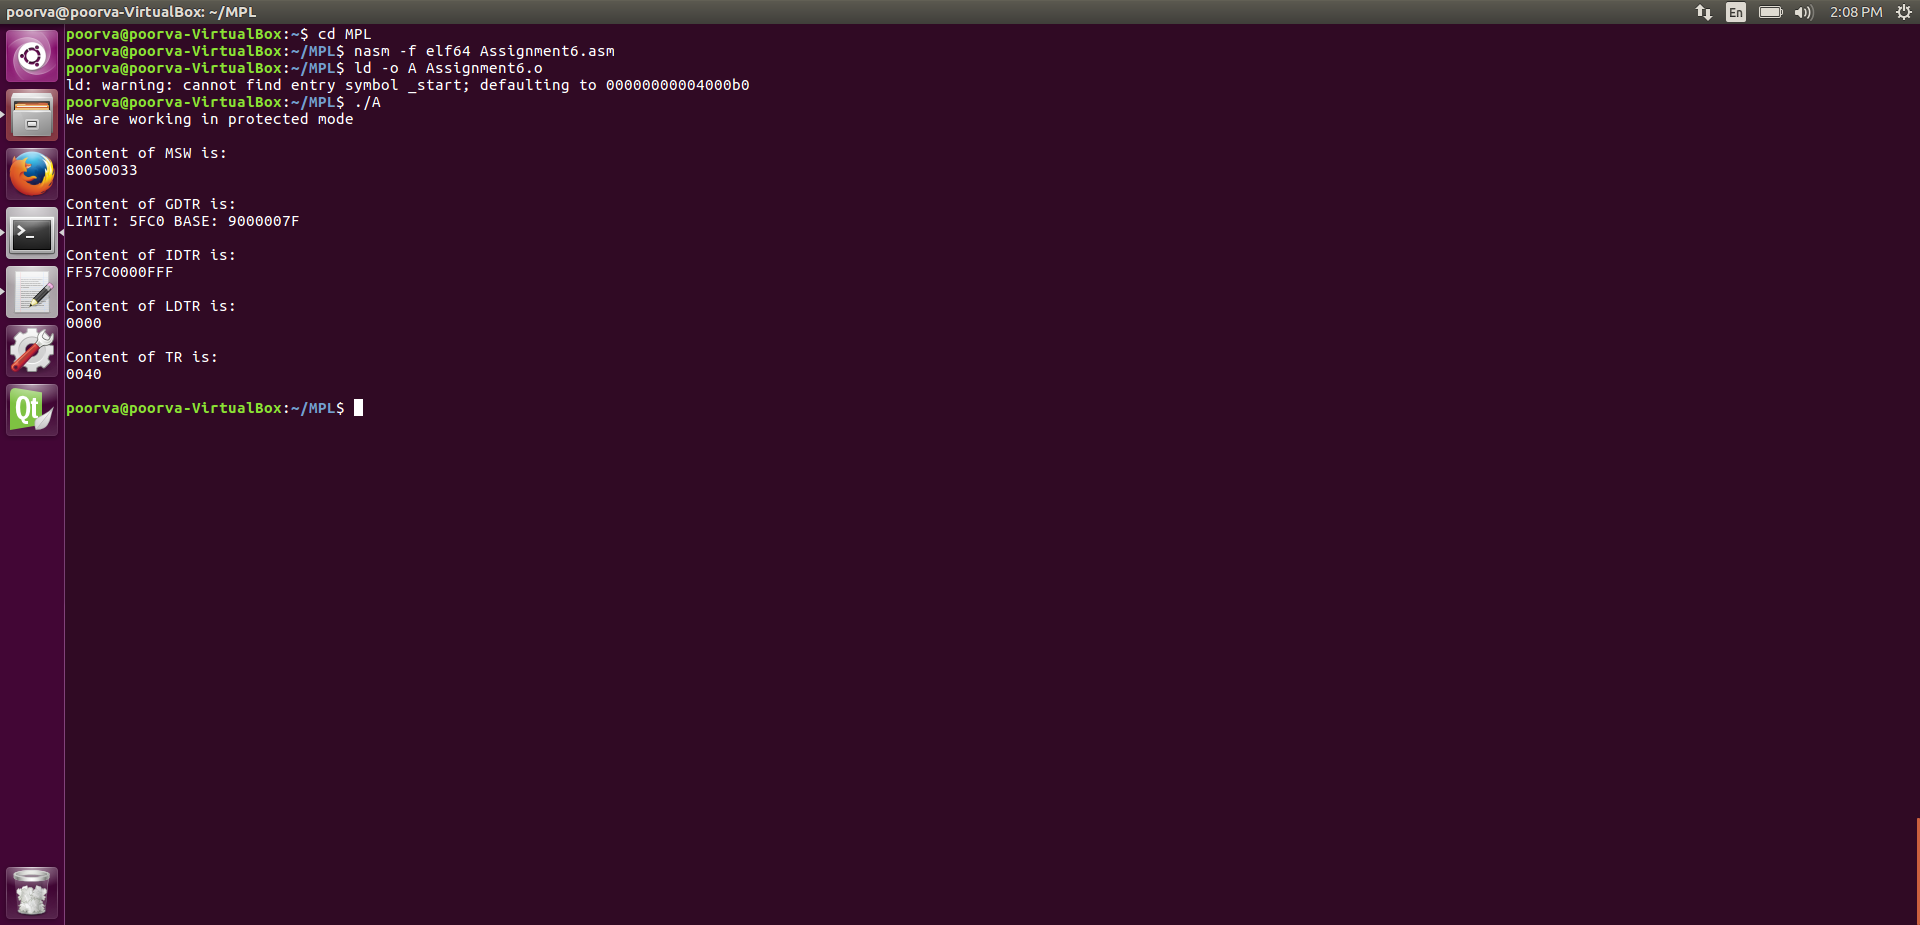 poorva@poorva-VirtualBox: ~/MPL
En
2:08 PM
poorva@poorva-VirtualBox:~$ cd MPL
poorva@poorva-VirtualBox:~/MPL$ nasm -f elf64 Assignment6.asm
poorva@poorva-VirtualBox:~/MPL$ ld -o A Assignment6.o
ld: warning: cannot find entry symbol _start; defaulting to 00000000004000b0
poorva@poorva-VirtualBox:~/MPL$ ./A
We are working in protected mode
Content of MSW is:
80050033
Content of GDTR is:
LIMIT: 5FC0 BASE: 9000007F
Content of IDTR is:
FF57C0000FFF
Content of LDTR is:
0000
Content of TR is:
0040
poorva@poorva-VirtualBox:~/MPL$
>_
Qt